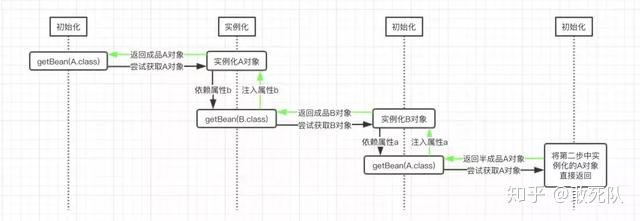 初始化
实例化
初始化
初始化
getBean(A.class)
返回成品A对象
尝试获取A对象
实例化A对象
依赖属性b
注入属性b
getBean(B.class)
返回成品B对象
尝试获取B对象
实例化B对象
依赖属性a
注入属性a
getBean(A.class)
返回半成品A对象
尝试获取A对象
将第二步中实
例化的A对象
直接返回
知乎 @敢死队